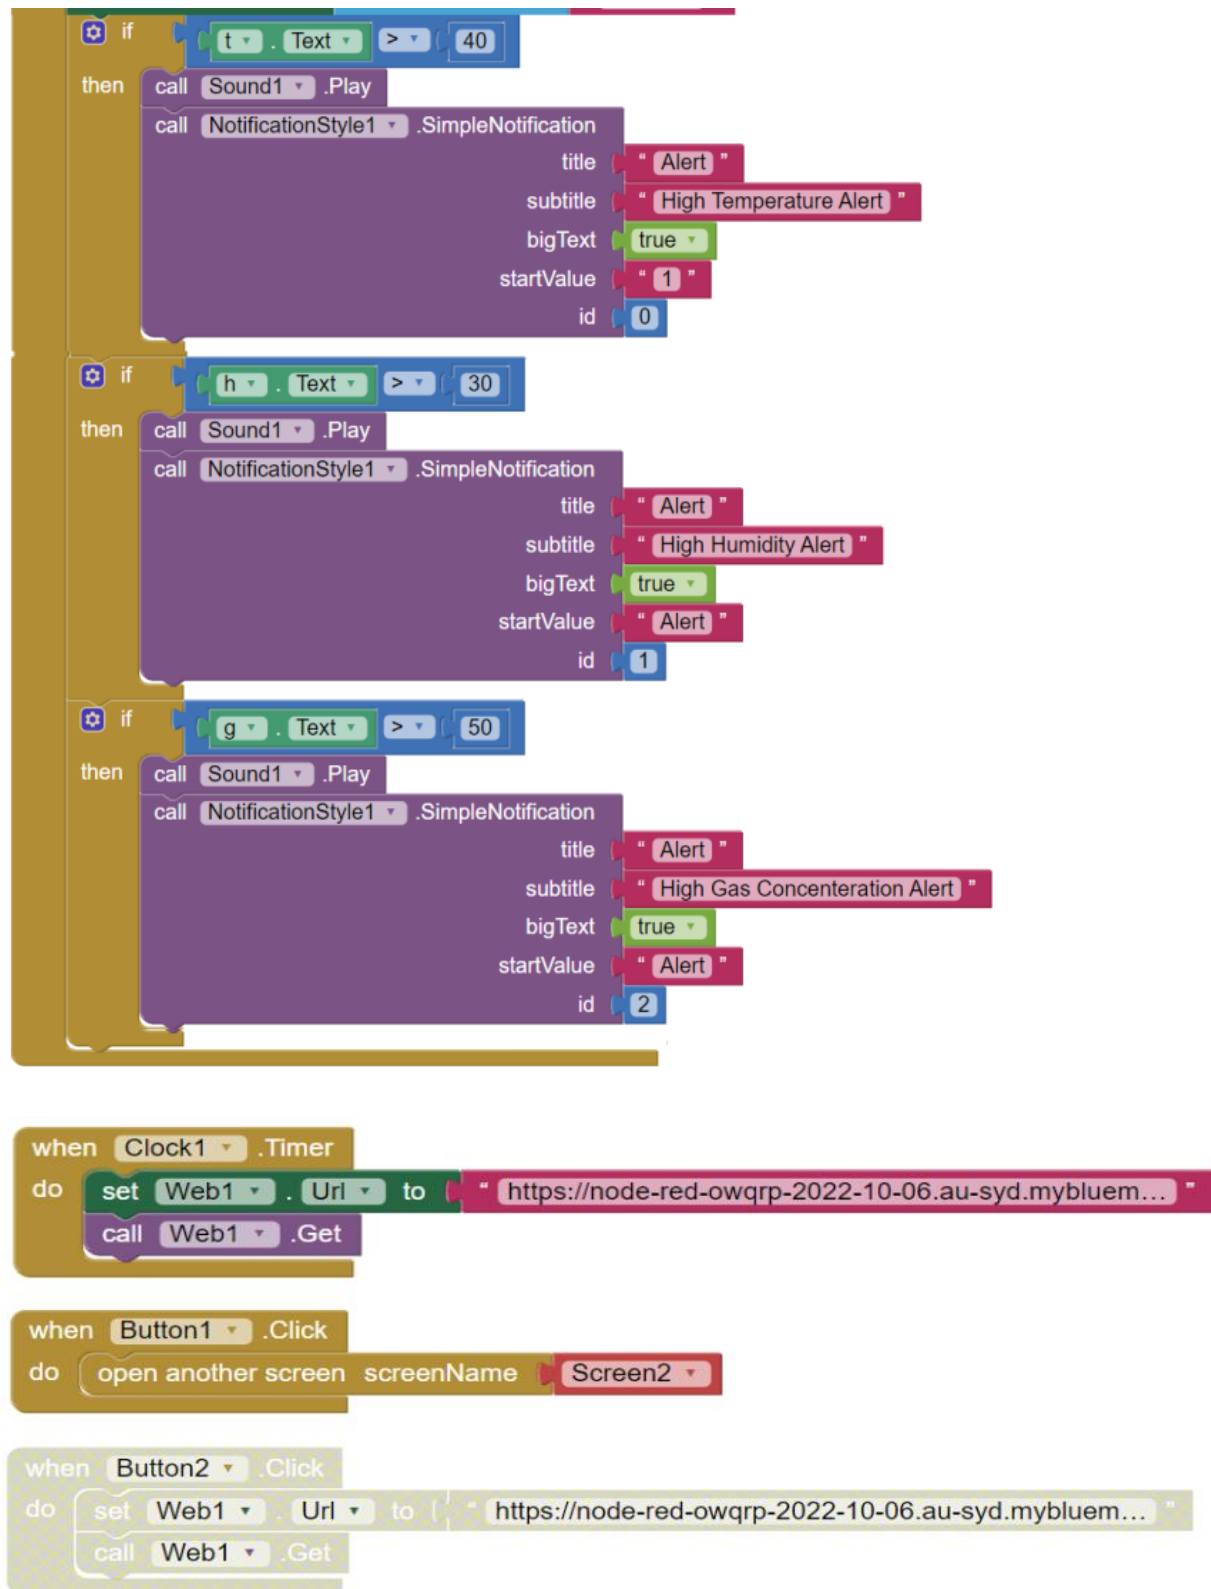 if t . Text > 40
then call Sound1 .Play
call NotificationStyle1 .SimpleNotification
title “ Alert ”
subtitle “ High Temperature Alert ”
bigText true
startValue “ 1 ”
id 0
if h . Text > 30
then call Sound1 .Play
call NotificationStyle1 .SimpleNotification
title “ Alert ”
subtitle “ High Humidity Alert ”
bigText true
startValue “ Alert ”
id 1
if g . Text > 50
then call Sound1 .Play
call NotificationStyle1 .SimpleNotification
title “ Alert ”
subtitle “ High Gas Concenteration Alert ”
bigText true
startValue “ Alert ”
id 2
when Clock1 .Timer
do set Web1 . Url to “ https://node-red-owqrp-2022-10-06.au-syd.mybluem... ”
call Web1 .Get
when Button1 .Click
do open another screen screenName Screen2
when Button2 .Click
do set Web1 . Url to “ https://node-red-owqrp-2022-10-06.au-syd.mybluem... ”
call Web1 .Get